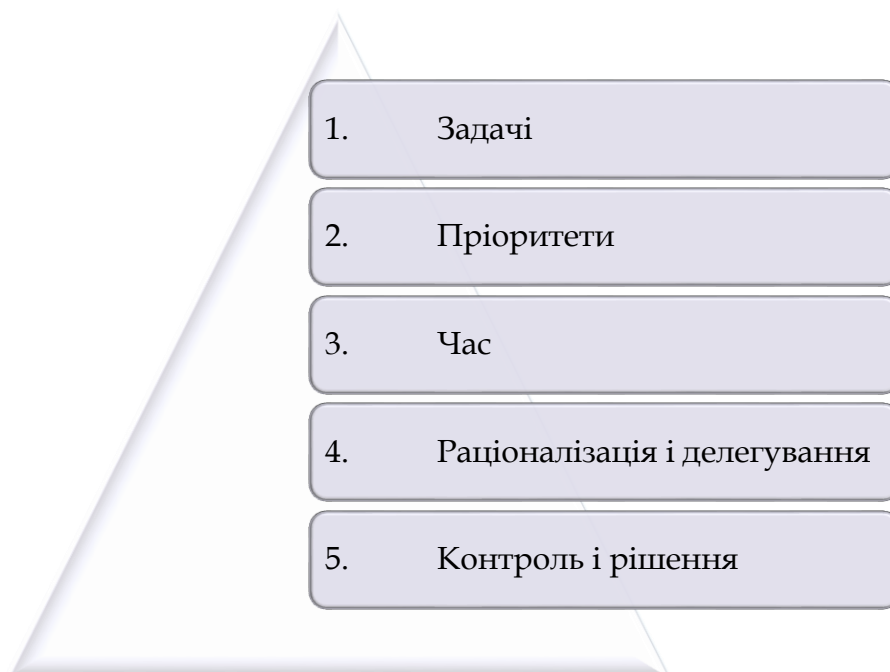 1. Задачі
2. Пріоритети
3. Час
4. Раціоналізація і делегування
5. Контроль і рішення